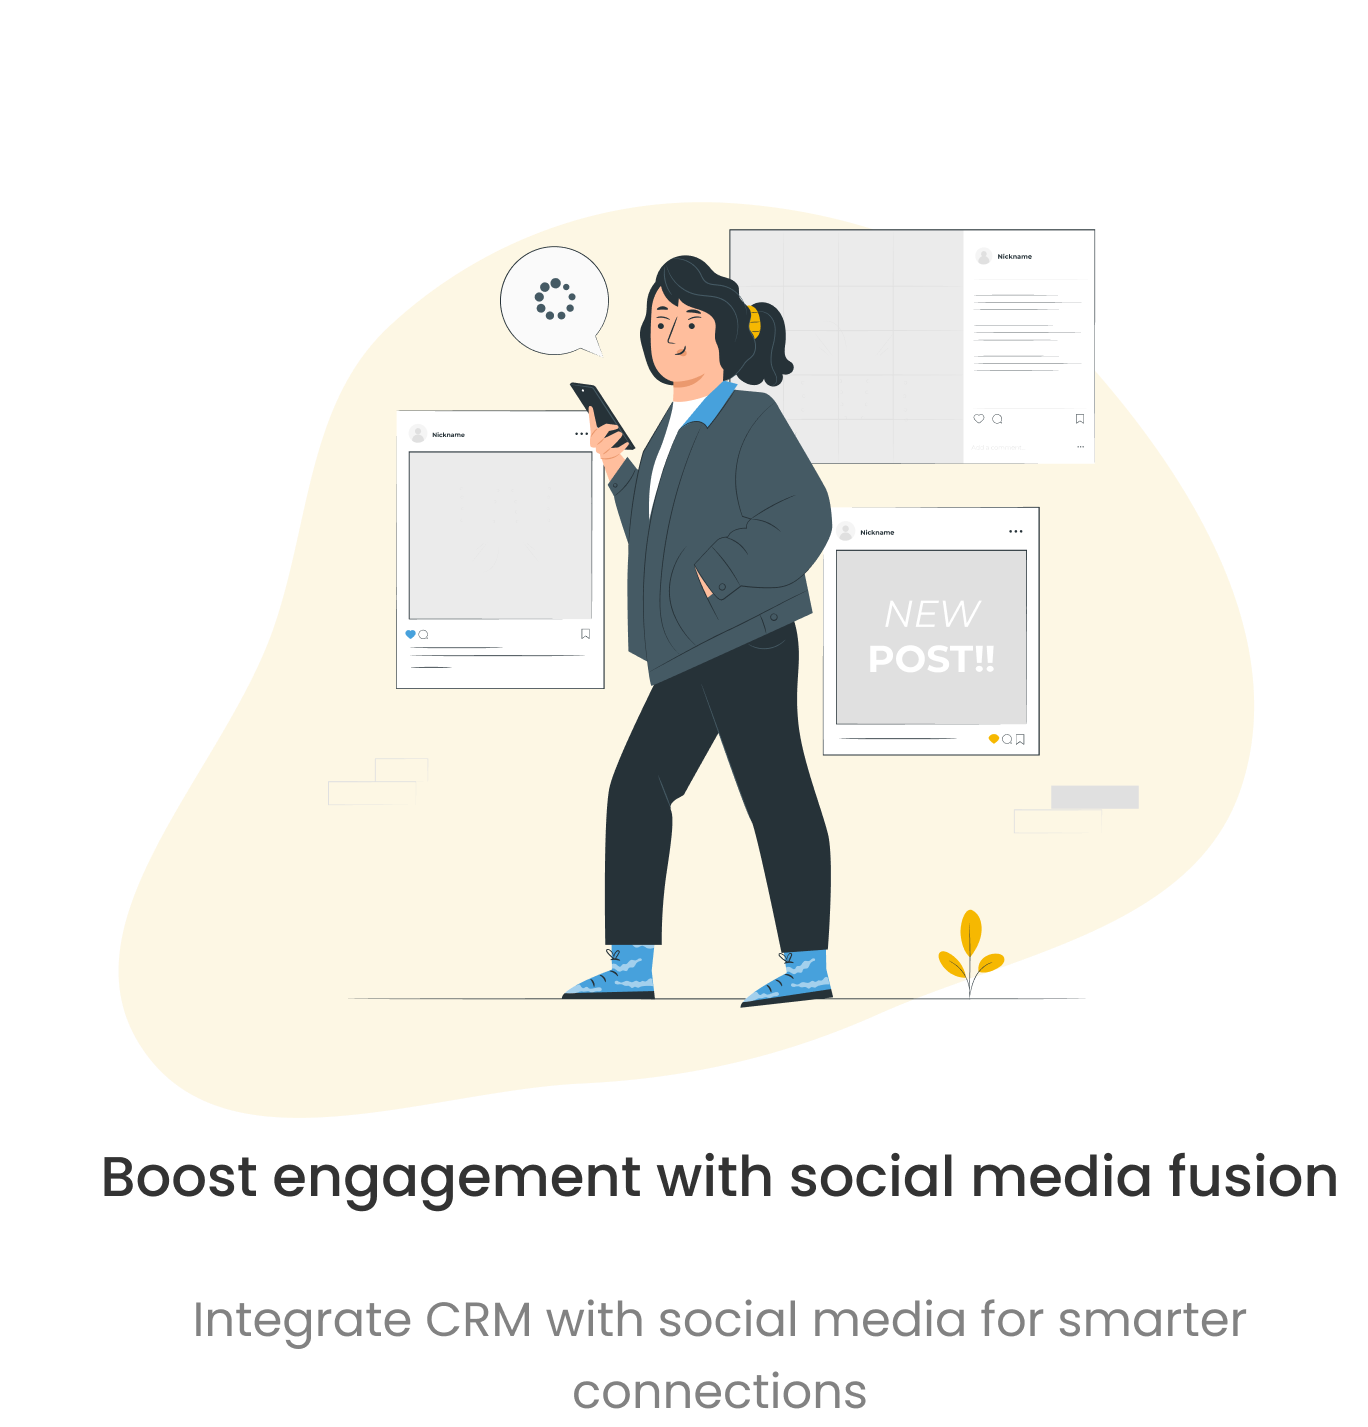 Nickname
Nickname
Nickname
NEW
POST!!
Boost engagement with social media fusion
Integrate CRM with social media for smarter
connections